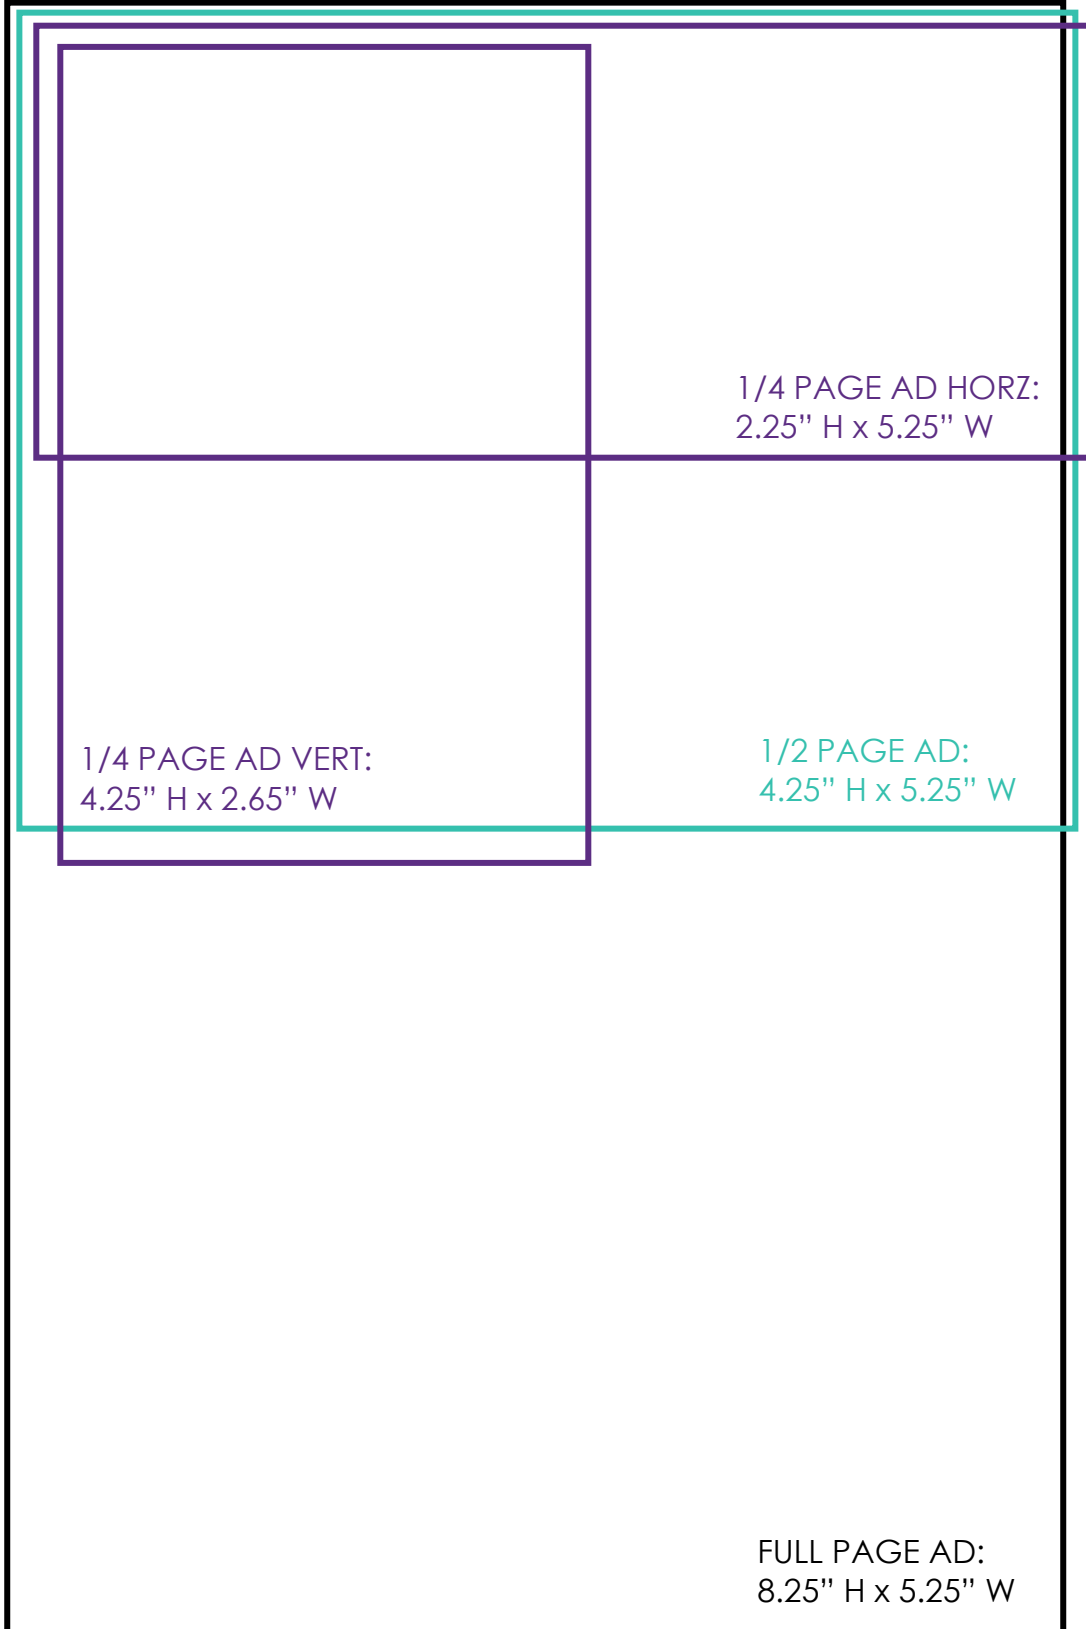 1/4 PAGE AD HORZ:
2.25” H x 5.25” W
1/4 PAGE AD VERT:
4.25” H x 2.65” W
1/2 PAGE AD:
4.25” H x 5.25” W
FULL PAGE AD:
8.25” H x 5.25” W